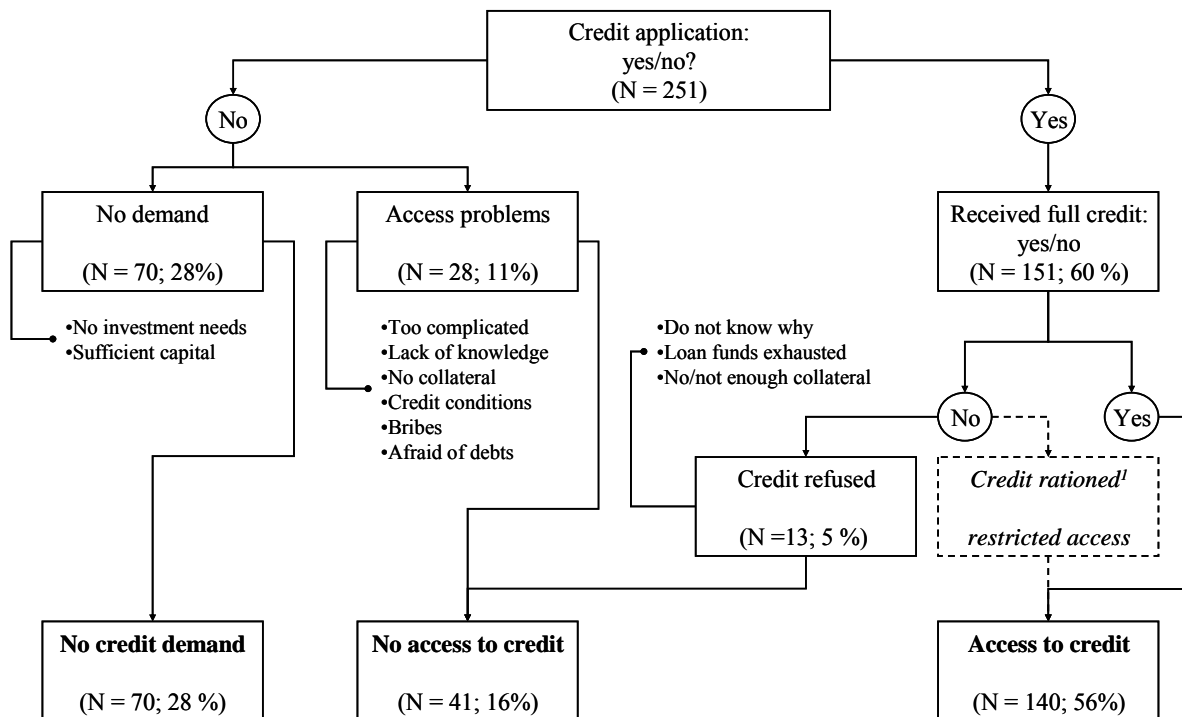 Credit application:
yes/no?
(N = 251)
No
Yes
No demand
(N = 70; 28%)
Access problems
(N = 28; 11%)
Received full credit:
yes/no
(N = 151; 60 %)
•No investment needs
•Sufficient capital
•Too complicated
•Lack of knowledge
•No collateral
•Credit conditions
•Bribes
•Afraid of debts
•Do not know why
•Loan funds exhausted
•No/not enough collateral
No
Yes
Credit refused
(N =13; 5 %)
Credit rationed¹
restricted access
No credit demand
(N = 70; 28 %)
No access to credit
(N = 41; 16%)
Access to credit
(N = 140; 56%)